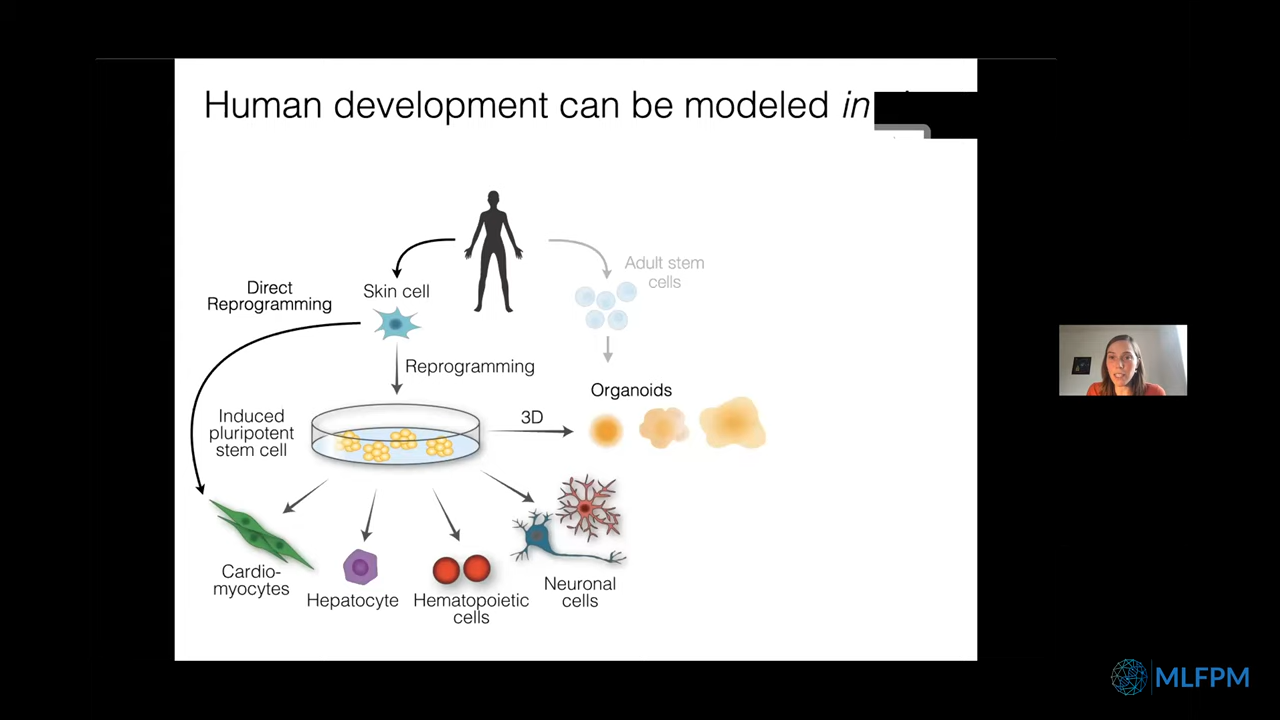 Human development can be modeled in
Adult stem
cells
Direct
Reprogramming
Skin cell
Reprogramming
Organoids
3D
Induced
pluripotent
stem cell
Cardio-
myocytes
Hepatocyte
Hematopoietic
cells
Neuronal
cells
MLFPM